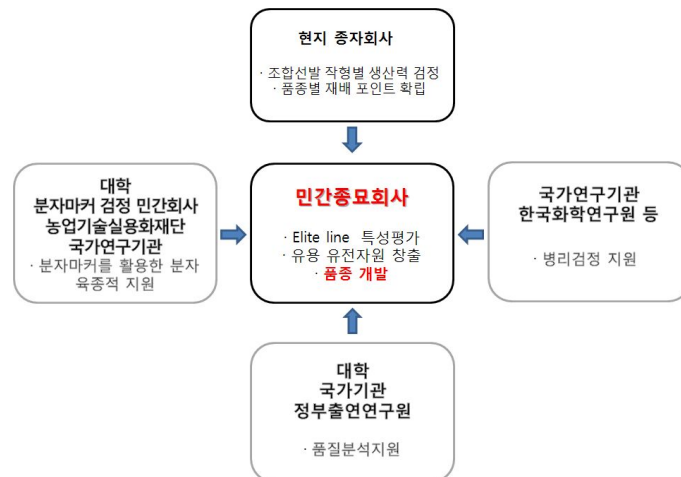 현지 종자회사
· 조합선발 작형별 생산력 검정
· 품종별 재배 포인트 확립
대학
분자마커 검정 민간회사
농업기술실용화재단
국가연구기관
· 분자마커를 활용한 분자
육종적 지원
민간종묘회사
· Elite line 특성평가
· 유용 유전자원 창출
· 품종 개발
국가연구기관
한국화학연구원 등
· 병리검정 지원
대학
국가기관
정부출연연구원
· 품질분석지원